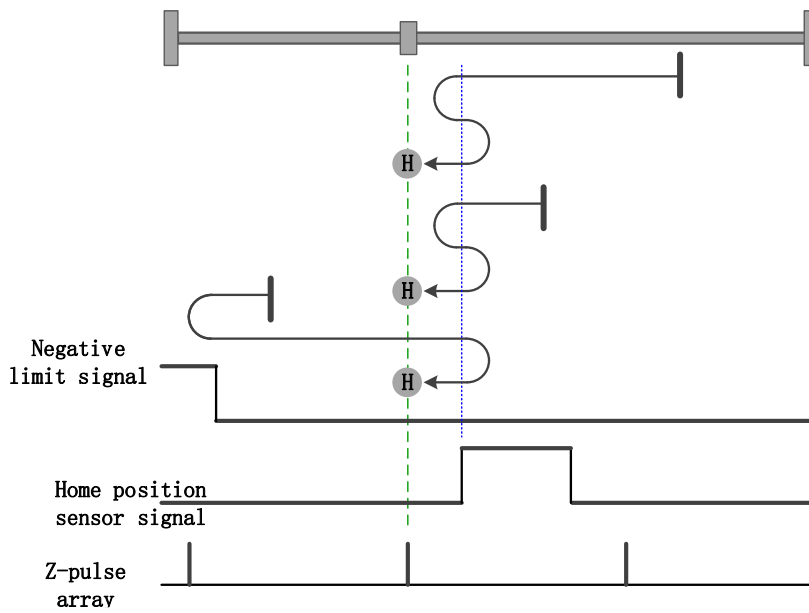 H
H
H
Negative
limit signal
Home position
sensor signal
Z-pulse
array